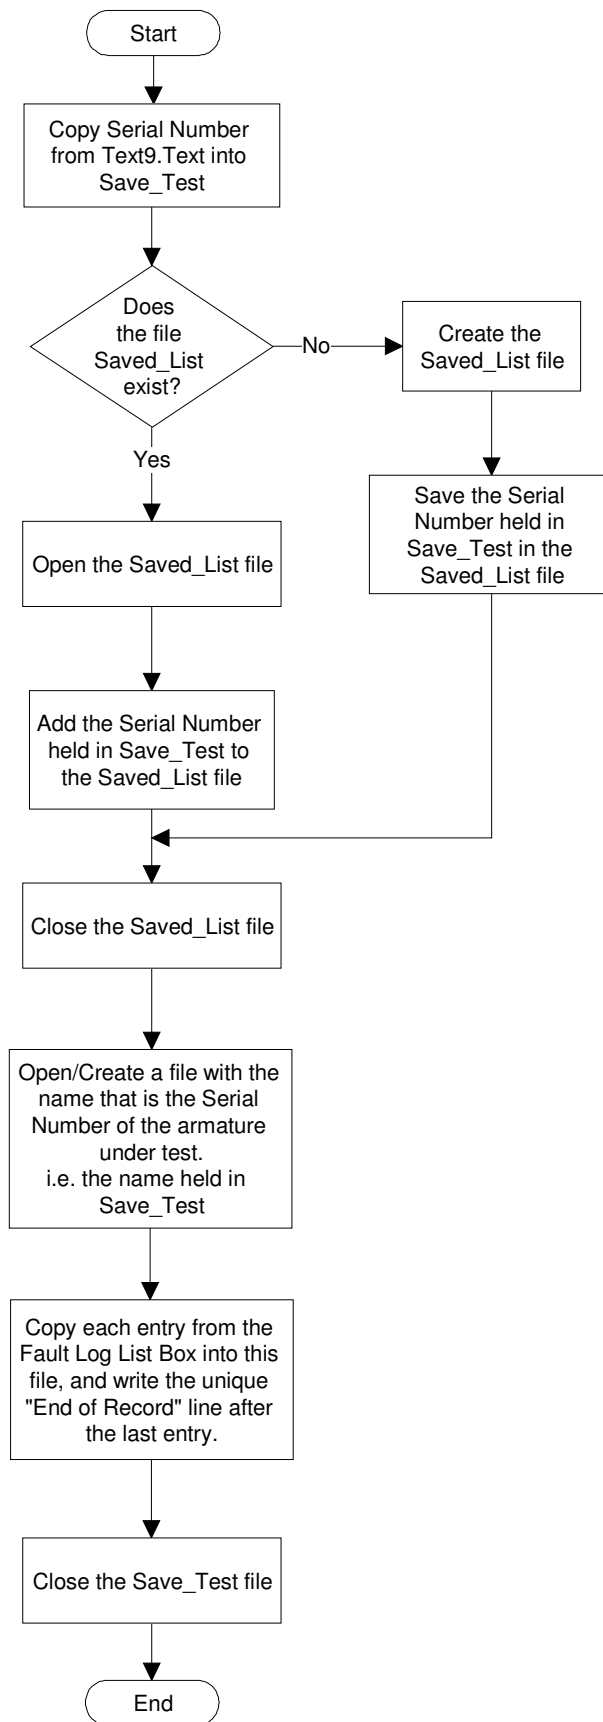 Start
Copy Serial Number
from Text9.Text into
Save_Test
Does
the file
Saved_List
exist?
No
Create the
Saved_List file
Yes
Save the Serial
Number held in
Save_Test in the
Saved_List file
Open the Saved_List file
Add the Serial Number
held in Save_Test to
the Saved_List file
Close the Saved_List file
Open/Create a file with the
name that is the Serial
Number of the armature
under test.
i.e. the name held in
Save_Test
Copy each entry from the
Fault Log List Box into this
file, and write the unique
"End of Record" line after
the last entry.
Close the Save_Test file
End